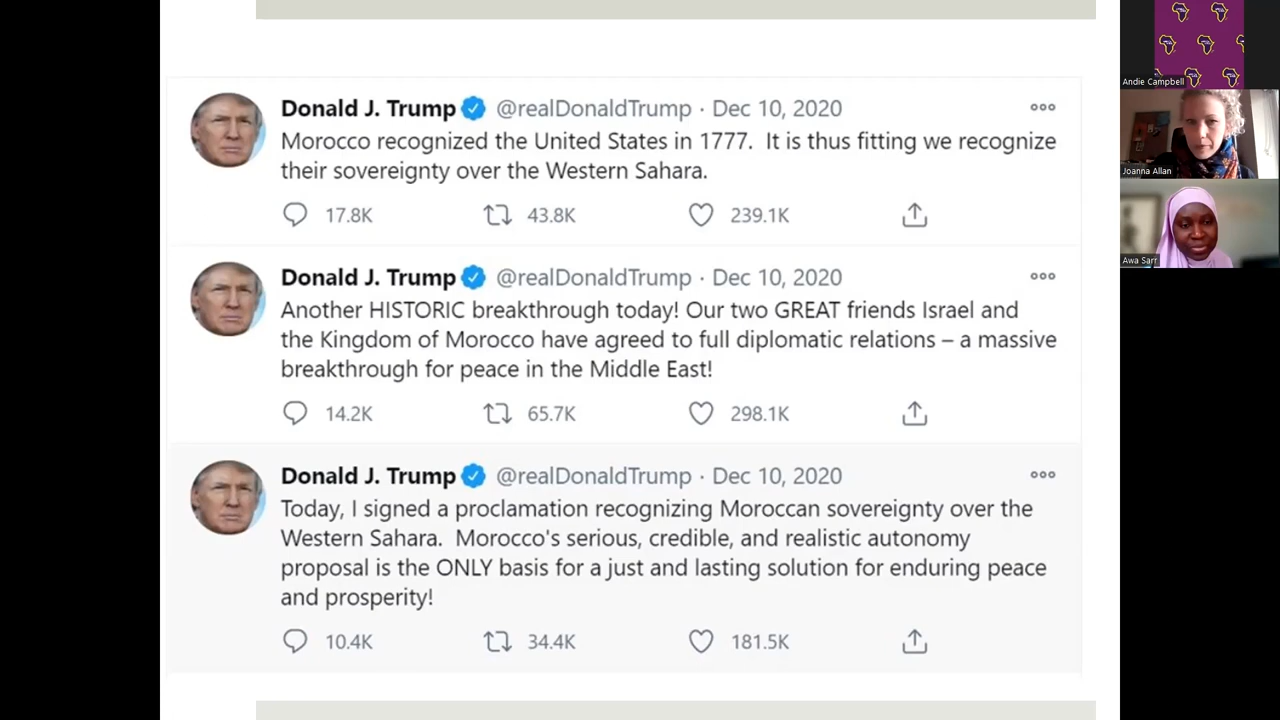 Donald J. Trump @realDonaldTrump · Dec 10, 2020
Morocco recognized the United States in 1777.  It is thus fitting we recognize
their sovereignty over the Western Sahara.
17.8K 43.8K 239.1K
Donald J. Trump @realDonaldTrump · Dec 10, 2020
Another HISTORIC breakthrough today! Our two GREAT friends Israel and
the Kingdom of Morocco have agreed to full diplomatic relations – a massive
breakthrough for peace in the Middle East!
14.2K 65.7K 298.1K
Donald J. Trump @realDonaldTrump · Dec 10, 2020
Today, I signed a proclamation recognizing Moroccan sovereignty over the
Western Sahara.  Morocco's serious, credible, and realistic autonomy
proposal is the ONLY basis for a just and lasting solution for enduring peace
and prosperity!
10.4K 34.4K 181.5K
Andie Campbell
Joanna Allan
Awa Sarr